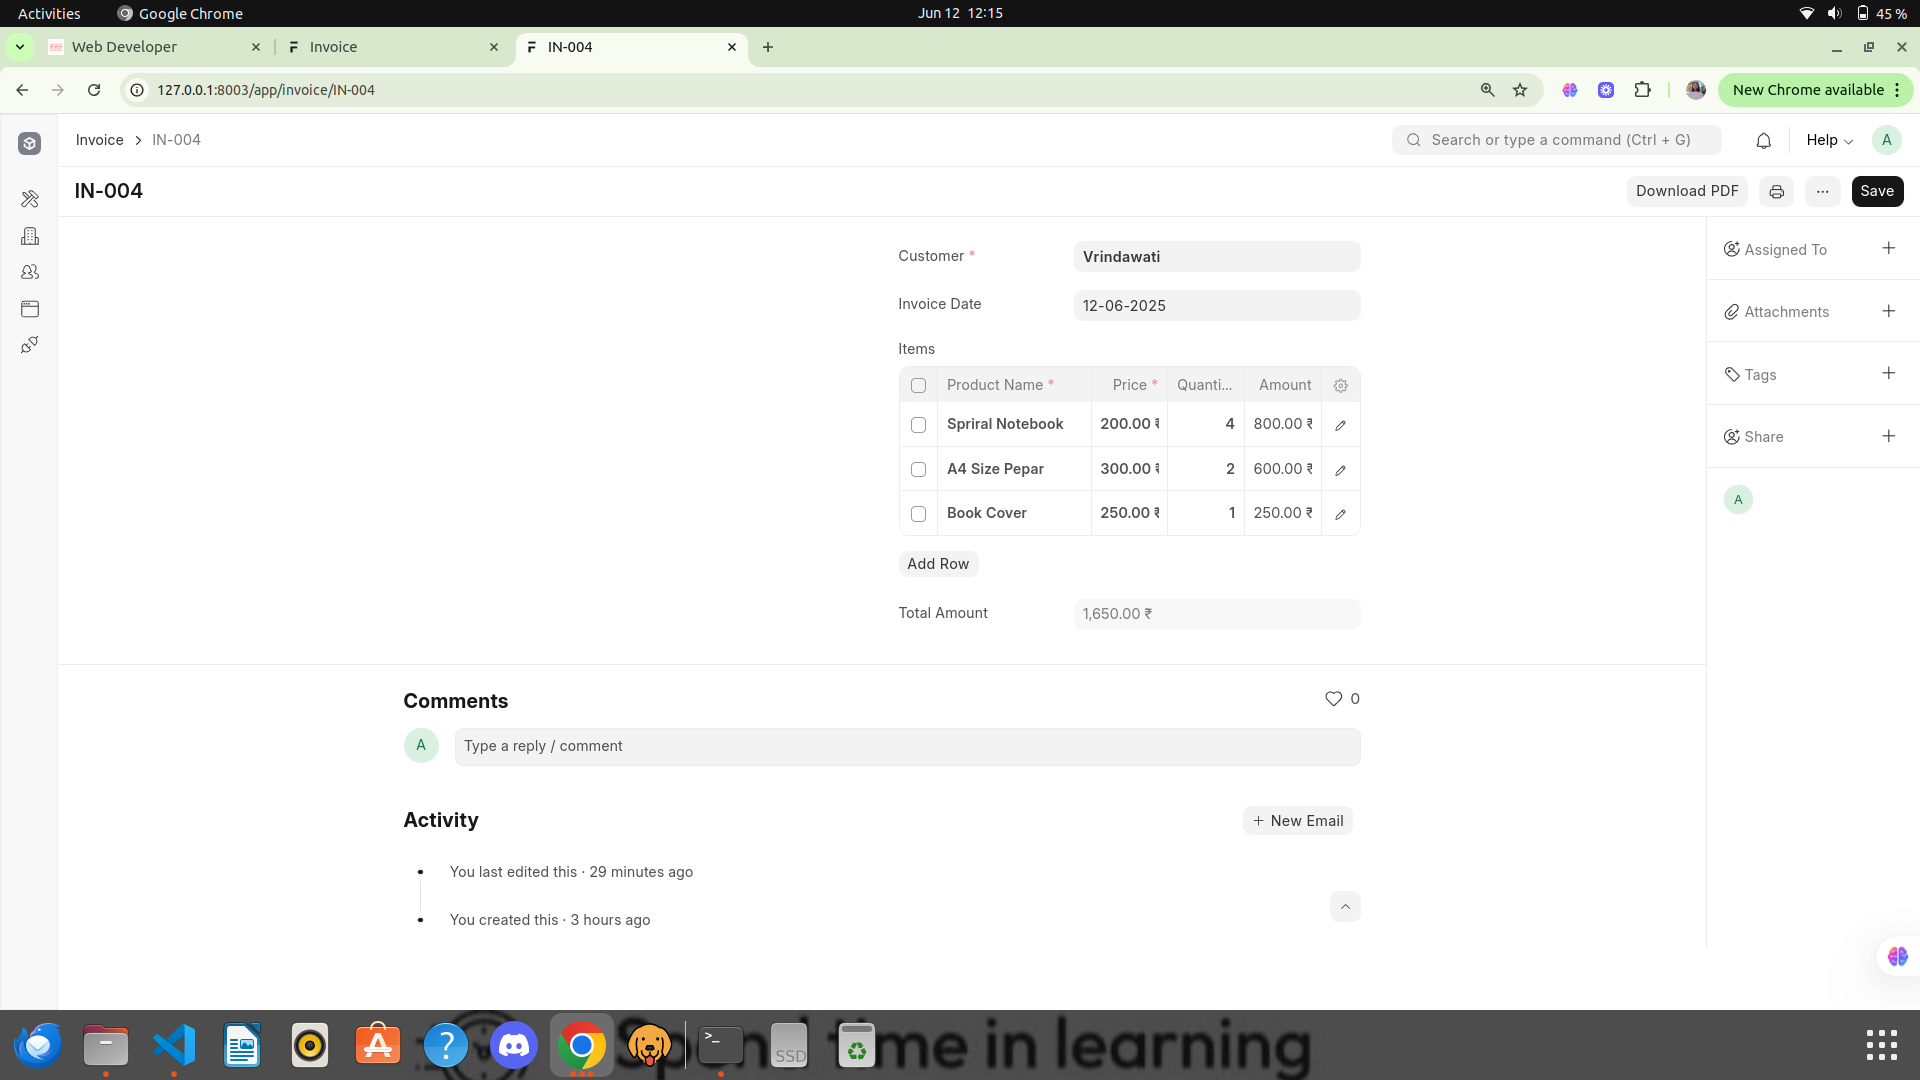 Activities Google Chrome Jun 12 12:15 45 %
Web Developer Invoice IN-004
127.0.0.1:8003/app/invoice/IN-004 New Chrome available
Invoice IN-004 Search or type a command (Ctrl + G) Help A
IN-004 Download PDF Save
Customer * Vrindawati
Invoice Date 12-06-2025
Items
Product Name * Price * Quanti... Amount
Spriral Notebook 200.00 ₹ 4 800.00 ₹
A4 Size Pepar 300.00 ₹ 2 600.00 ₹
Book Cover 250.00 ₹ 1 250.00 ₹
Add Row
Total Amount 1,650.00 ₹
Assigned To
Attachments
Tags
Share
A
Comments 0
A Type a reply / comment
Activity New Email
You last edited this · 29 minutes ago
You created this · 3 hours ago
SSD
time in learning